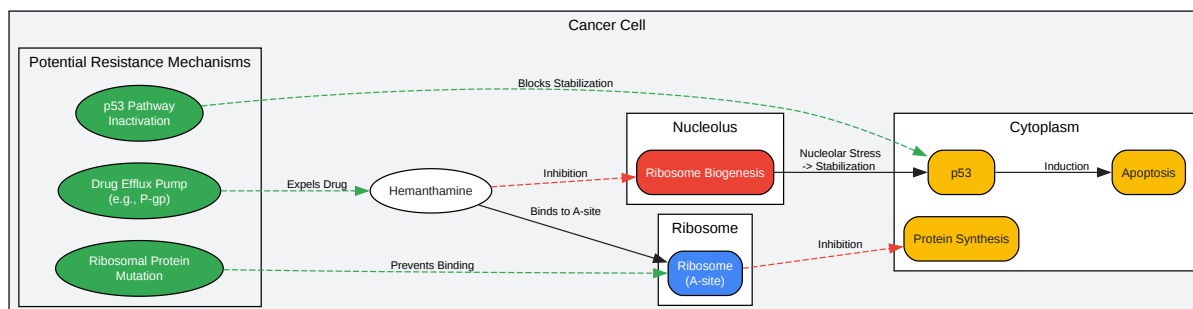 Cancer Cell
Potential Resistance Mechanisms
p53 Pathway
Inactivation
Blocks Stabilization
Drug Efflux Pump
(e.g., P-gp)
Expels Drug
Hemanthamine
Inhibition
Binds to A-site
Ribosomal Protein
Mutation
Prevents Binding
Nucleolus
Ribosome Biogenesis
Nucleolar Stress
-> Stabilization
Ribosome
Ribosome
(A-site)
Inhibition
Cytoplasm
p53
Induction
Apoptosis
Protein Synthesis